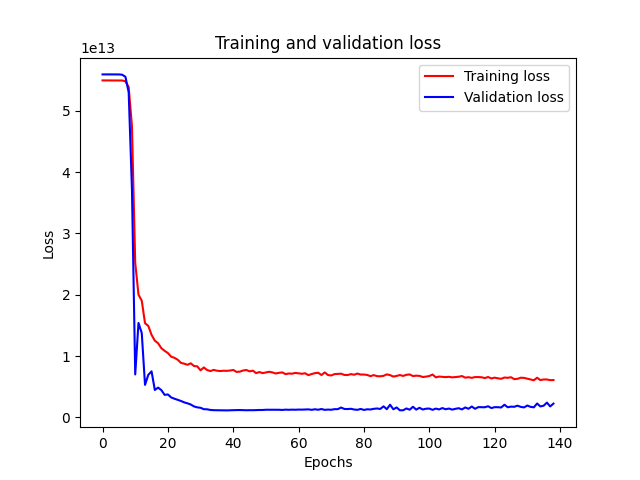 Training and validation loss
1e13
Training loss
Validation loss
5
4
3
2
1
0
Loss
0 20 40 60 80 100 120 140
Epochs